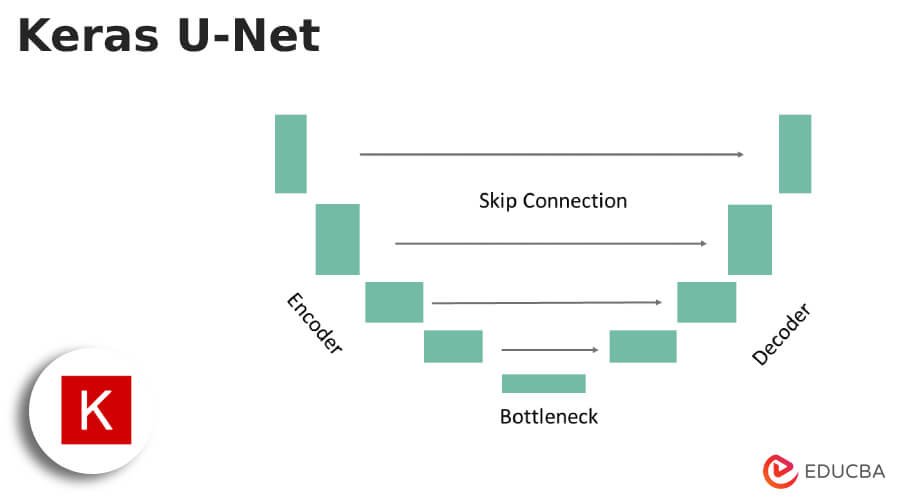 Keras U-Net
Skip Connection
Encoder
Decoder
Bottleneck
K
EDUCBA